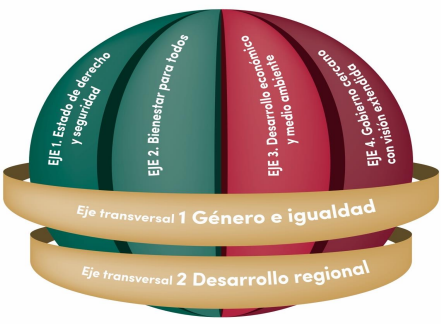 EJE 1. Estado de derecho
y seguridad
EJE 2. Bienestar para todos
EJE 3. Desarrollo económico
y medio ambiente
EJE 4. Gobierno cercano
con visión extendida
Eje transversal 1 Género e igualdad
Eje transversal 2 Desarrollo regional